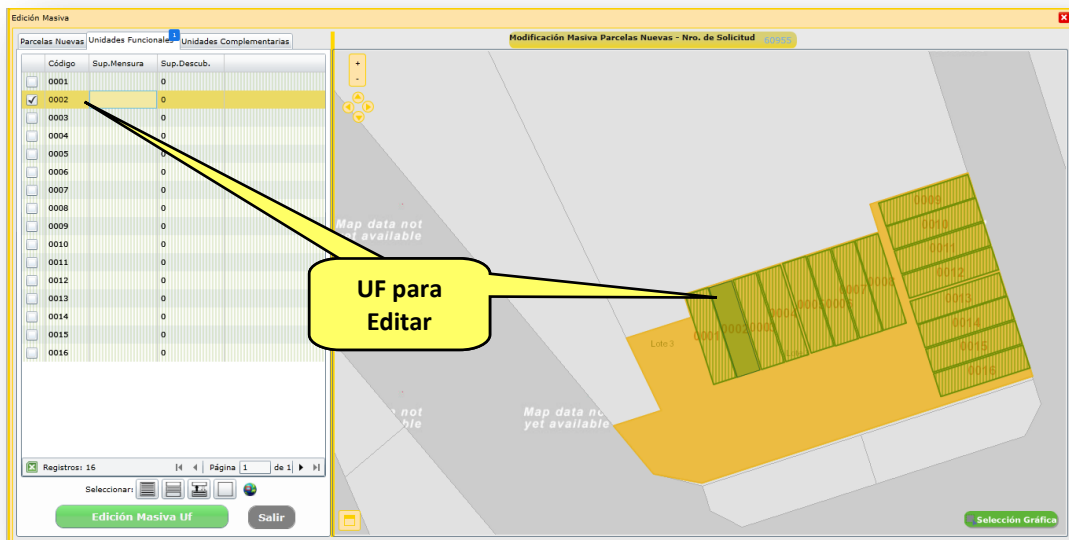 Edición Masiva
Parcelas Nuevas Unidades Funcionales 1 Unidades Complementarias
Código Sup.Mensura Sup.Descub.
0001 0
0002 0
0003 0
0004 0
0005 0
0006 0
0007 0
0008 0
0009 0
0010 0
0011 0
0012 0
0013 0
0014 0
0015 0
0016 0
Registros: 16 Página 1 de 1
Seleccionar:
Edición Masiva Uf Salir
Modificación Masiva Parcelas Nuevas - Nro. de Solicitud 60955
+
-
Map data not
yet available
UF para
Editar
Lote 3
0001
0002
0003
0004
0005
0006
0007
0008
0009
0010
0011
0012
0013
0014
0015
0016
not
ble
Map data no
yet available
Selección Gráfica